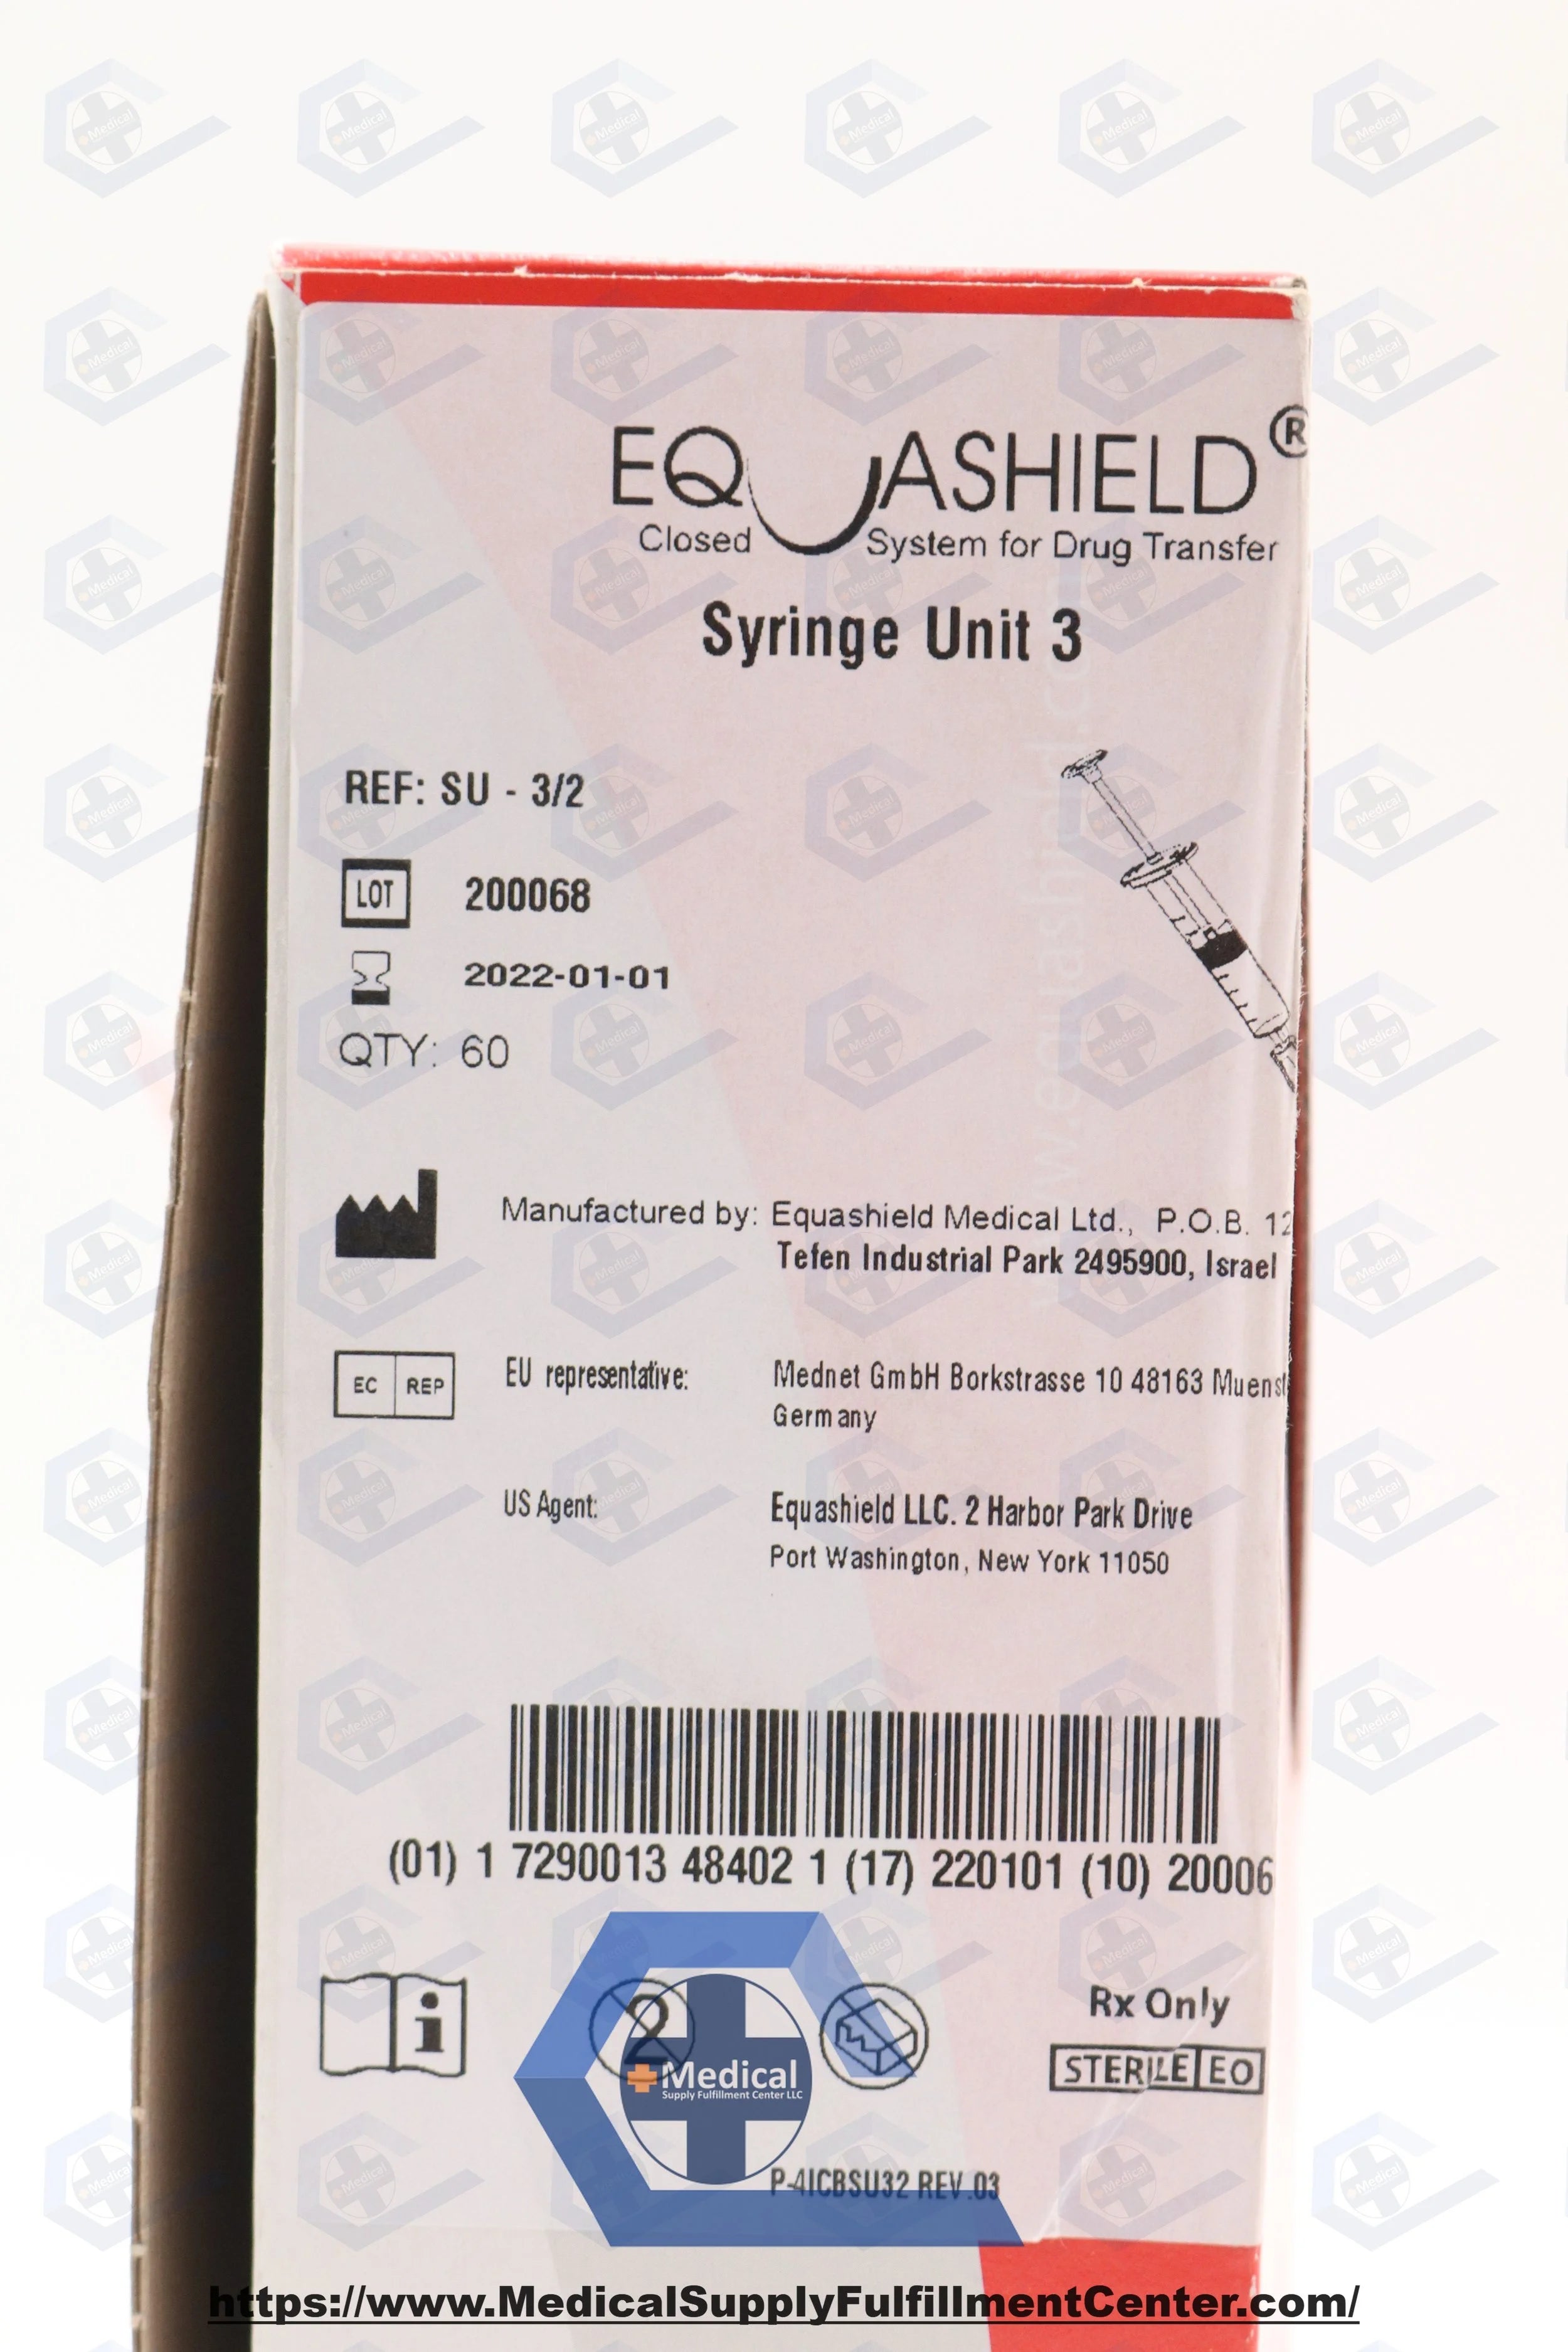 EQUASHIELD®
Closed System for Drug Transfer
Syringe Unit 3
REF: SU - 3/2
LOT 200068
2022-01-01
QTY: 60
Manufactured by: Equashield Medical Ltd., P.O.B. 12
Tefen Industrial Park 2495900, Israel
EC REP EU representative: Mednet GmbH Borkstrasse 10 48163
Germany
US Agent: Equashield LLC. 2 Harbor Park Drive
Port Washington, New York 11050
(01) 1 7290013 48402 1 (17) 220101 (10) 20006
i
2
Rx Only
STERILE EO
Medical
Supply Fulfillment Center LLC
P-4ICBSU32 REV.03
https://www.MedicalSupplyFulfillmentCenter.com/